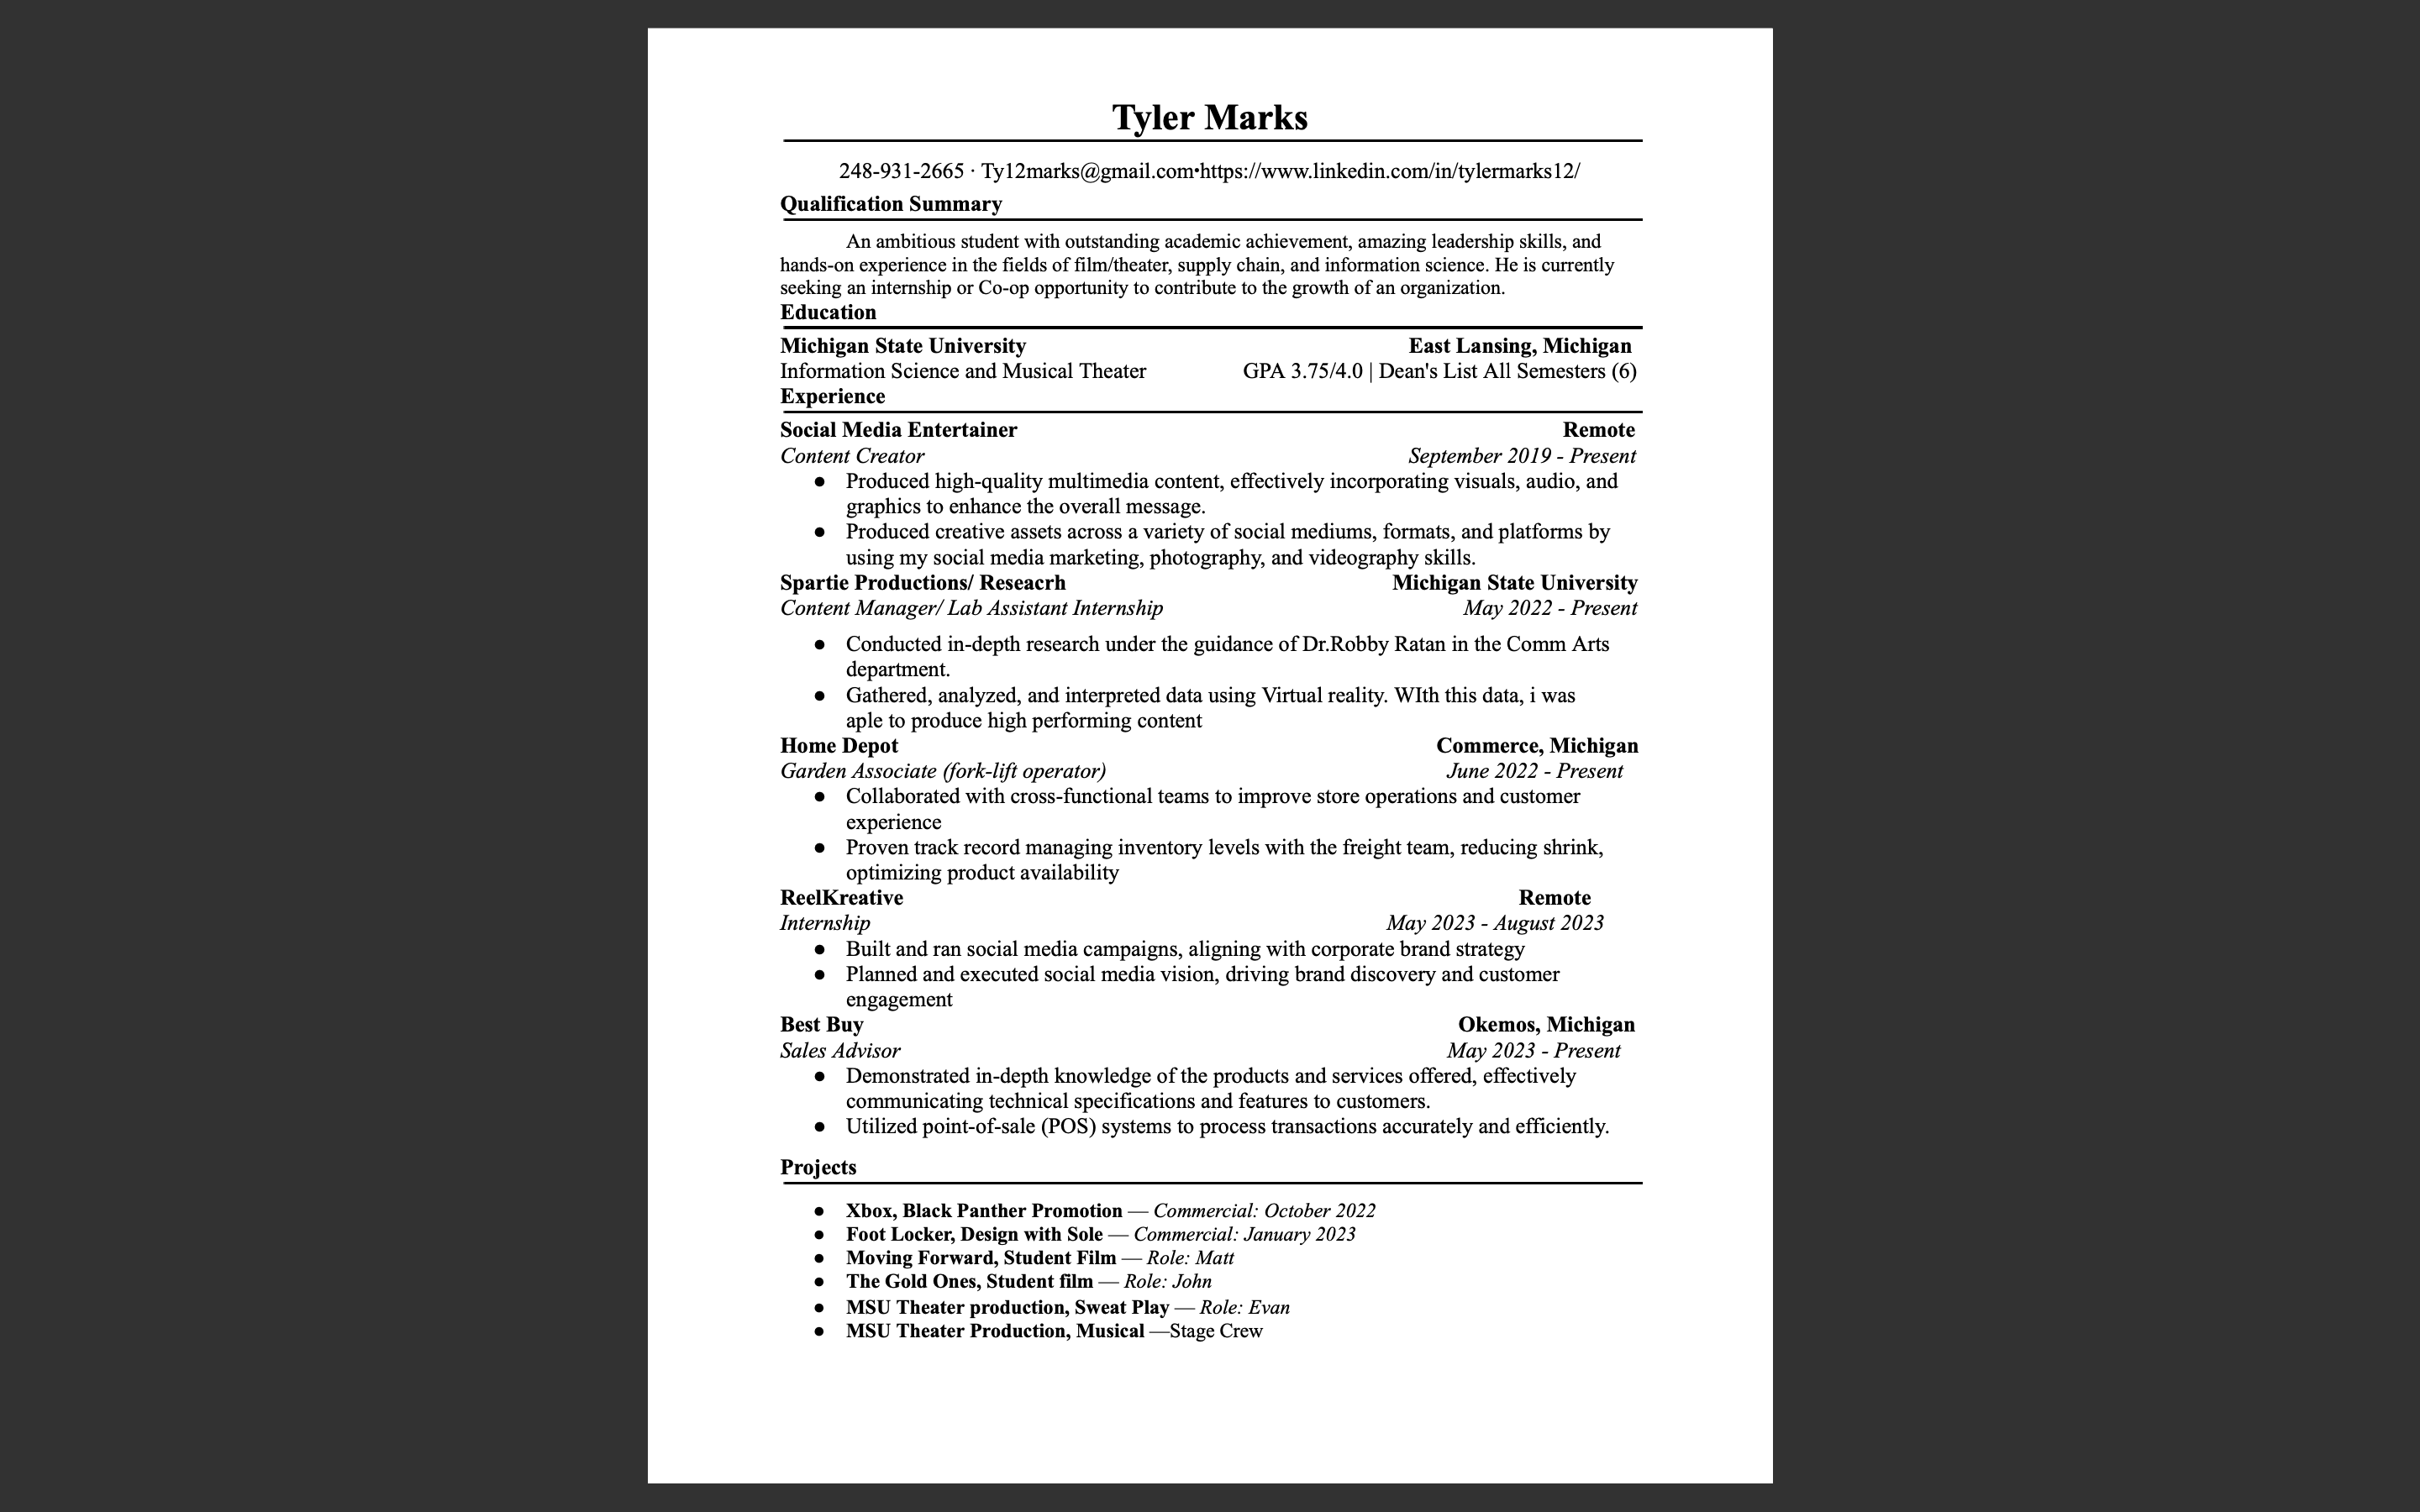 Tyler Marks
248-931-2665 · Ty12marks@gmail.com•https://www.linkedin.com/in/tylermarks12/
Qualification Summary
An ambitious student with outstanding academic achievement, amazing leadership skills, and
hands-on experience in the fields of film/theater, supply chain, and information science. He is currently
seeking an internship or Co-op opportunity to contribute to the growth of an organization.
Education
Michigan State University East Lansing, Michigan
Information Science and Musical Theater GPA 3.75/4.0 | Dean's List All Semesters (6)
Experience
Social Media Entertainer Remote
Content Creator September 2019 - Present
● Produced high-quality multimedia content, effectively incorporating visuals, audio, and
graphics to enhance the overall message.
● Produced creative assets across a variety of social mediums, formats, and platforms by
using my social media marketing, photography, and videography skills.
Spartie Productions/ Reseacrh Michigan State University
Content Manager/ Lab Assistant Internship May 2022 - Present
● Conducted in-depth research under the guidance of Dr.Robby Ratan in the Comm Arts
department.
● Gathered, analyzed, and interpreted data using Virtual reality. WIth this data, i was
aple to produce high performing content
Home Depot Commerce, Michigan
Garden Associate (fork-lift operator) June 2022 - Present
● Collaborated with cross-functional teams to improve store operations and customer
experience
● Proven track record managing inventory levels with the freight team, reducing shrink,
optimizing product availability
ReelKreative Remote
Internship May 2023 - August 2023
● Built and ran social media campaigns, aligning with corporate brand strategy
● Planned and executed social media vision, driving brand discovery and customer
engagement
Best Buy Okemos, Michigan
Sales Advisor May 2023 - Present
● Demonstrated in-depth knowledge of the products and services offered, effectively
communicating technical specifications and features to customers.
● Utilized point-of-sale (POS) systems to process transactions accurately and efficiently.
Projects
● Xbox, Black Panther Promotion — Commercial: October 2022
● Foot Locker, Design with Sole — Commercial: January 2023
● Moving Forward, Student Film — Role: Matt
● The Gold Ones, Student film — Role: John
● MSU Theater production, Sweat Play — Role: Evan
● MSU Theater Production, Musical —Stage Crew